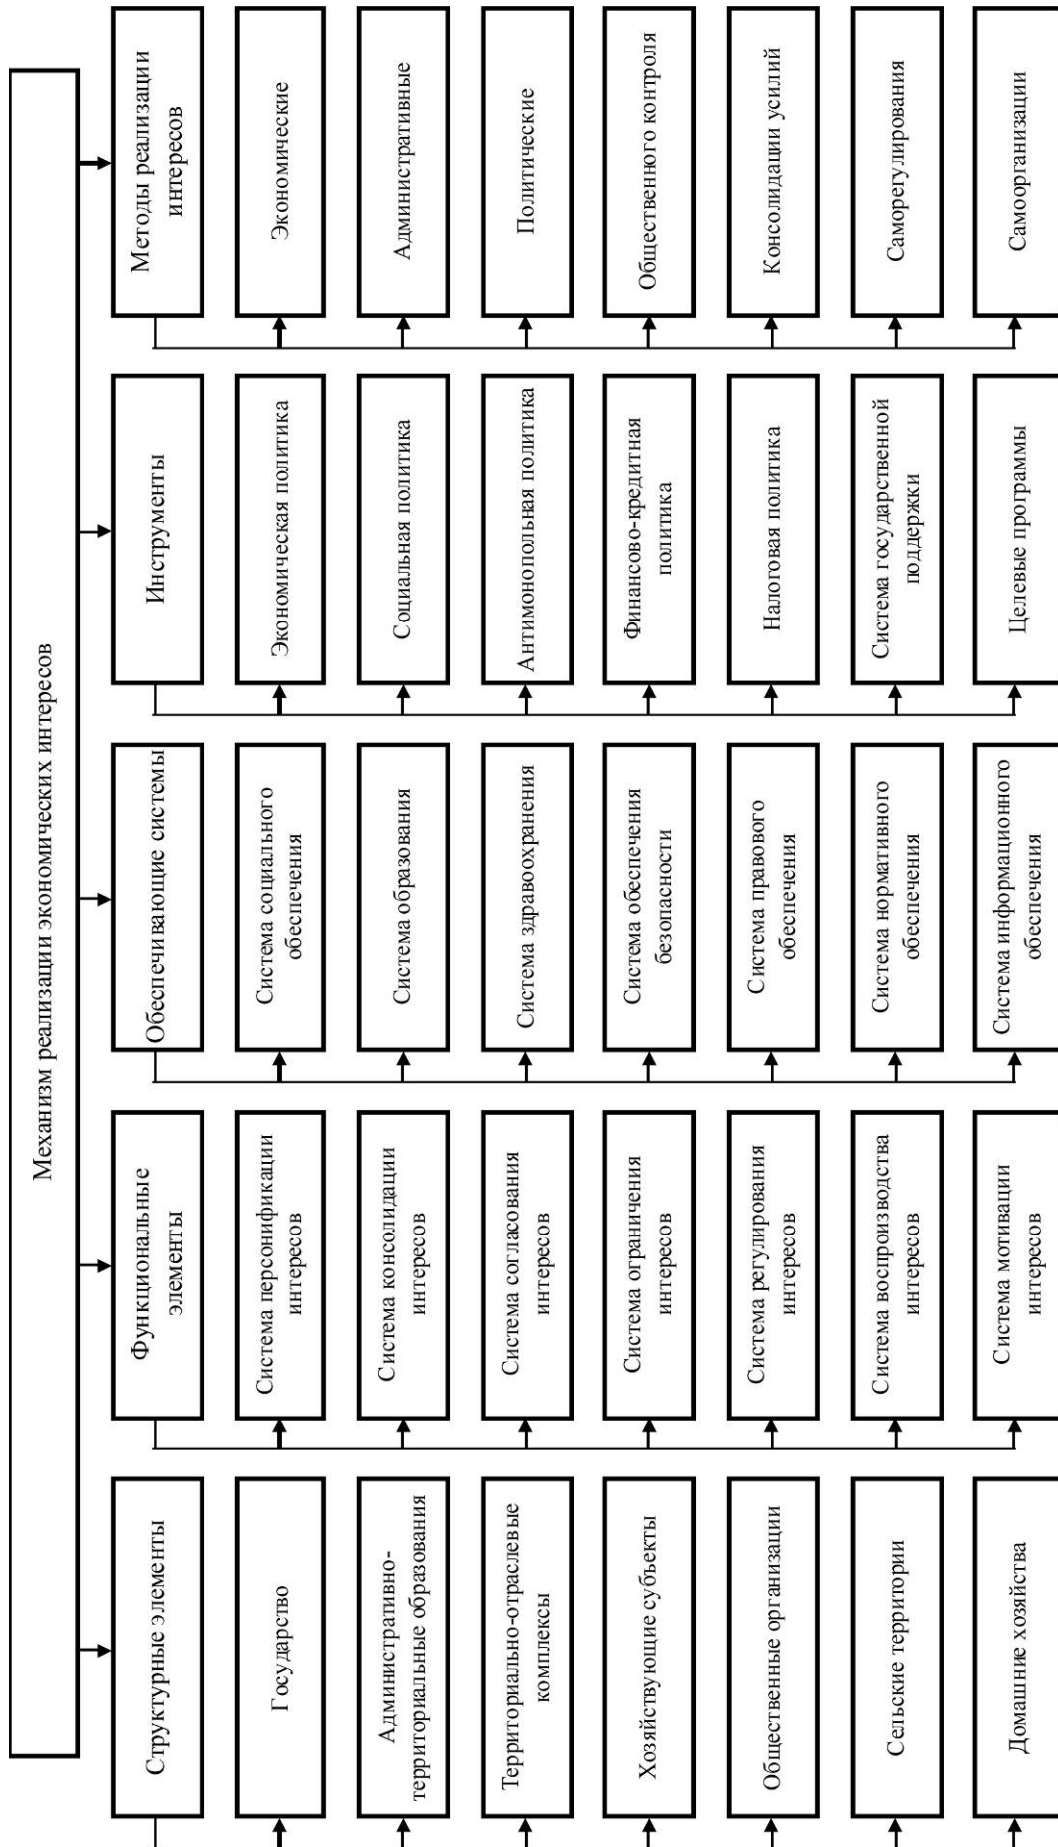 Механизм реализации экономических интересов
Структурные элементы
Государство
Административно-
территориальные образования
Территориально-отраслевые
комплексы
Хозяйствующие субъекты
Общественные организации
Сельские территории
Домашние хозяйства
Функциональные
элементы
Система персонификации
интересов
Система консолидации
интересов
Система согласования
интересов
Система ограничения
интересов
Система регулирования
интересов
Система воспроизводства
интересов
Система мотивации
интересов
Обеспечивающие системы
Система социального
обеспечения
Система образования
Система здравоохранения
Система обеспечения
безопасности
Система правового
обеспечения
Система нормативного
обеспечения
Система информационного
обеспечения
Инструменты
Экономическая политика
Социальная политика
Антимонопольная политика
Финансово-кредитная
политика
Налоговая политика
Система государственной
поддержки
Целевые программы
Методы реализации
интересов
Экономические
Административные
Политические
Общественного контроля
Консолидации усилий
Саморегулирования
Самоорганизации